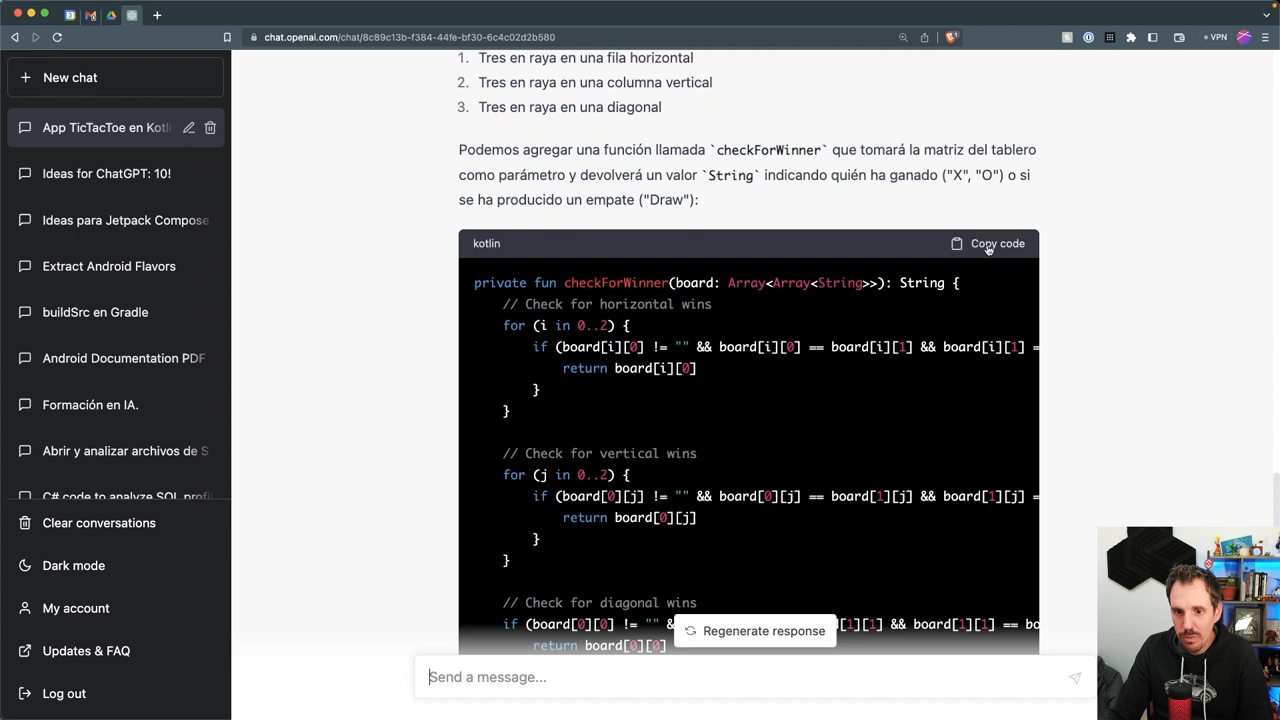 chat.openai.com/chat/8c89c13b-f384-44fe-bf30-6c4c02d2b580
VPN
New chat
App TicTacToe en Kotli
Ideas for ChatGPT: 10!
Ideas para Jetpack Compose.
Extract Android Flavors
buildSrc en Gradle
Android Documentation PDF
Formación en IA.
Abrir y analizar archivos de S
C# code to analyze SQL profi
Clear conversations
Dark mode
My account
Updates & FAQ
Log out
1. Tres en raya en una fila horizontal
2. Tres en raya en una columna vertical
3. Tres en raya en una diagonal
Podemos agregar una función llamada `checkForWinner` que tomará la matriz del tablero
como parámetro y devolverá un valor `String` indicando quién ha ganado ("X", "O") o si
se ha producido un empate ("Draw"):
kotlin
Copy code
private fun checkForWinner(board: Array<Array<String>>): String {
// Check for horizontal wins
for (i in 0..2) {
if (board[i][0] != "" && board[i][0] == board[i][1] && board[i][1] =
return board[i][0]
}
}
// Check for vertical wins
for (j in 0..2) {
if (board[0][j] != "" && board[0][j] == board[1][j] && board[1][j] =
return board[0][j]
}
}
// Check for diagonal wins
if (board[0][0] != "" & [1][1] && board[1][1] == bo
return board[0][0]
Regenerate response
Send a message...